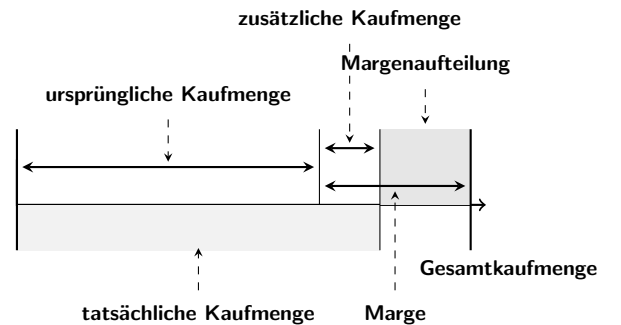 zusätzliche Kaufmenge
Margenaufteilung
ursprüngliche Kaufmenge
Gesamtkaufmenge
tatsächliche Kaufmenge
Marge